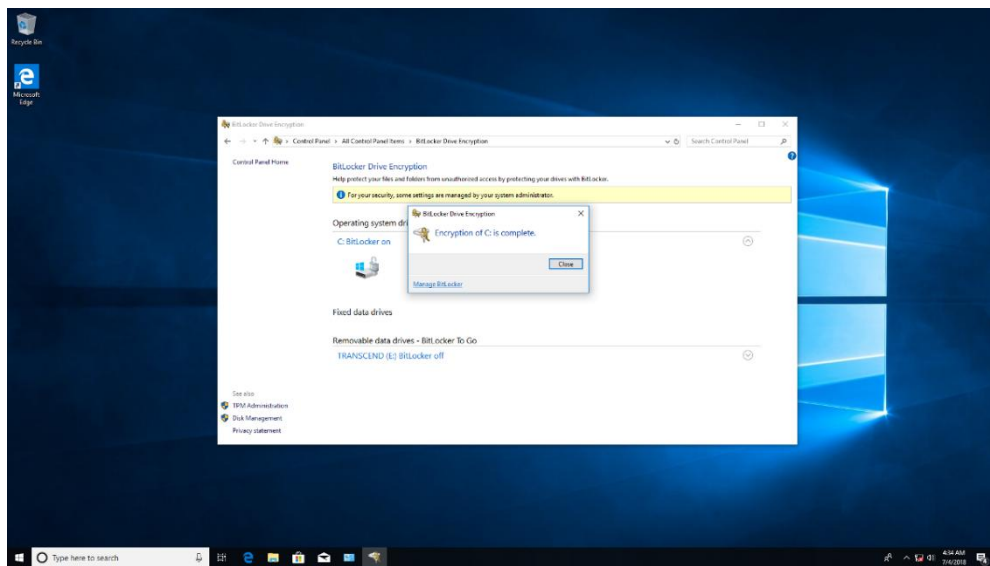 Recycle Bin
Microsoft
Edge
BitLocker Drive Encryption
Control Panel > All Control Panel Items > BitLocker Drive Encryption
Search Control Panel
Control Panel Home
BitLocker Drive Encryption
Help protect your files and folders from unauthorized access by protecting your drives with BitLocker.
For your security, some settings are managed by your system administrator.
Operating system dri
C: BitLocker on
BitLocker Drive Encryption
Encryption of C: is complete.
Close
Manage BitLocker
Fixed data drives
Removable data drives - BitLocker To Go
TRANSCEND (E:) BitLocker off
See also
TPM Administration
Disk Management
Privacy statement
Type here to search
4:34 AM
7/4/2018